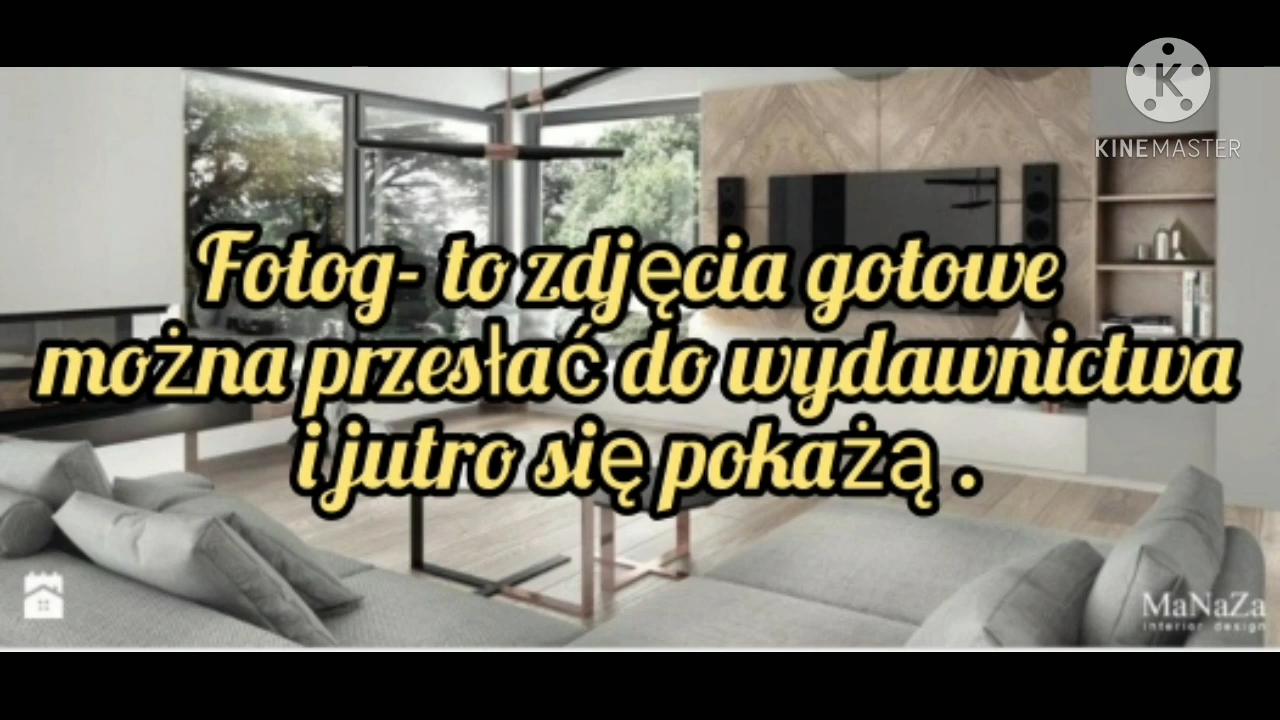 KINEMASTER
Fotog- to zdjęcia gotowe
można przesłać do wydawnictwa
i jutro się pokażą .
MaNaZa
interior design